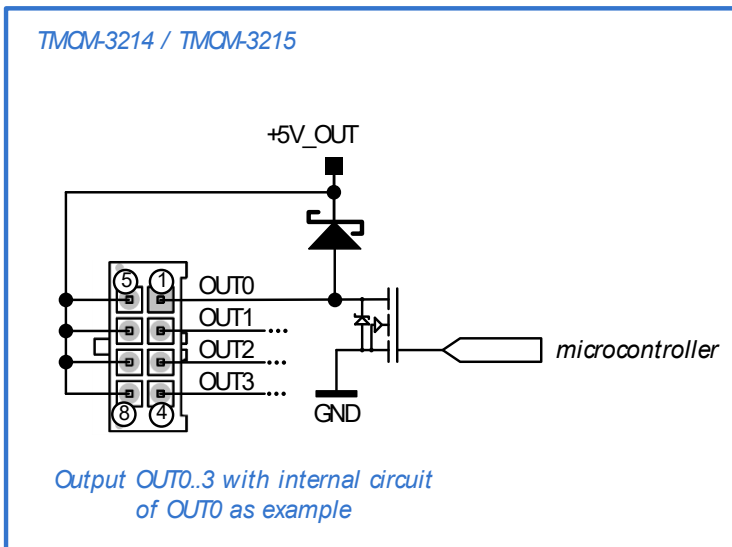 TMCM-3214 / TMCM-3215
+5V_OUT
5 1 OUT0
OUT1 ...
OUT2 ...
OUT3 ...
8 4
GND
microcontroller
Output OUT0..3 with internal circuit
of OUT0 as example